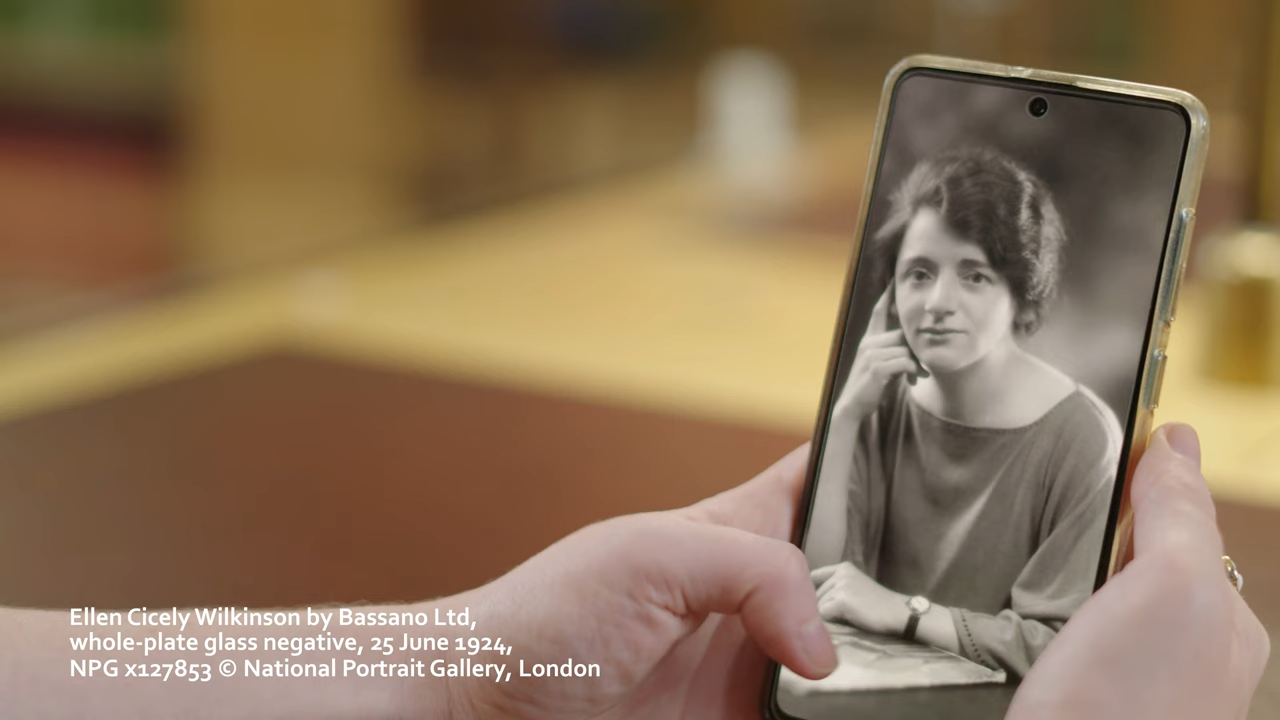 Ellen Cicely Wilkinson by Bassano Ltd,
whole-plate glass negative, 25 June 1924,
NPG x127853 © National Portrait Gallery, London